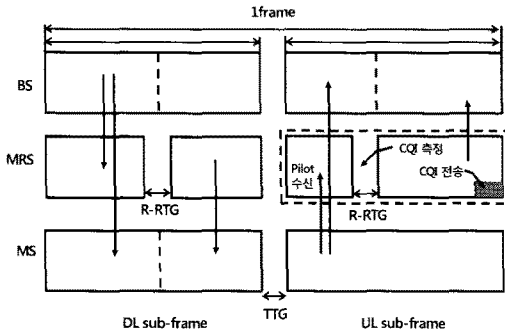 1frame
BS
MRS
Pilot
수신
CQI 측정
CQI 전송
R-RTG
R-RTG
MS
TTG
DL sub-frame
UL sub-frame